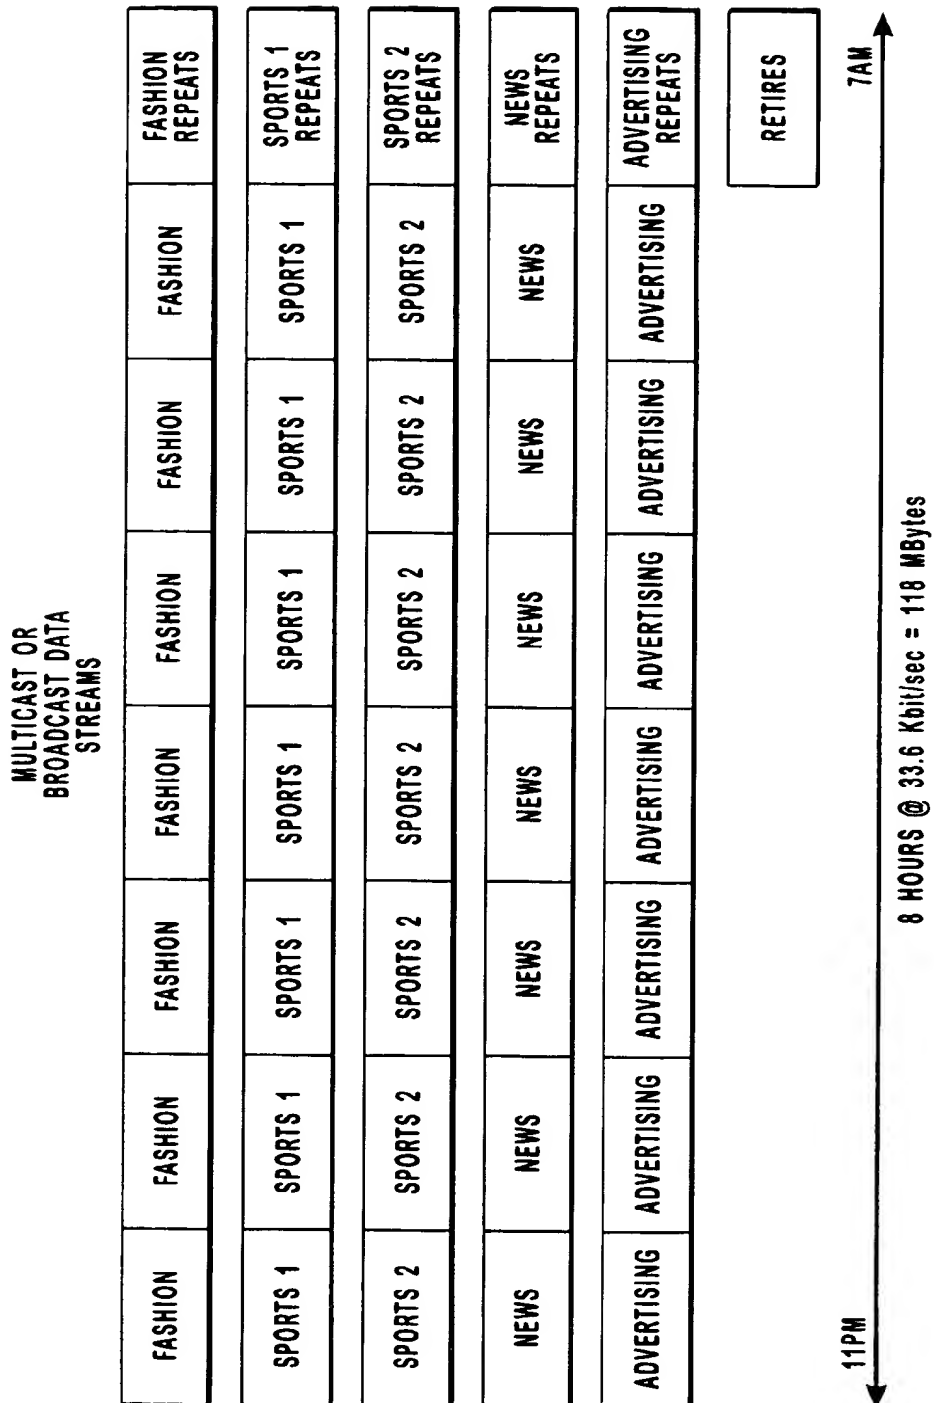 MULTICAST OR
BROADCAST DATA
STREAMS
FASHION
FASHION
FASHION
FASHION
FASHION
FASHION
FASHION
FASHION
REPEATS
SPORTS 1
SPORTS 1
SPORTS 1
SPORTS 1
SPORTS 1
SPORTS 1
SPORTS 1
SPORTS 1
REPEATS
SPORTS 2
SPORTS 2
SPORTS 2
SPORTS 2
SPORTS 2
SPORTS 2
SPORTS 2
SPORTS 2
REPEATS
NEWS
NEWS
NEWS
NEWS
NEWS
NEWS
NEWS
NEWS
REPEATS
ADVERTISING
ADVERTISING
ADVERTISING
ADVERTISING
ADVERTISING
ADVERTISING
ADVERTISING
ADVERTISING
REPEATS
RETIRES
11PM
7AM
8 HOURS @ 33.6 Kbit/sec = 118 MBytes